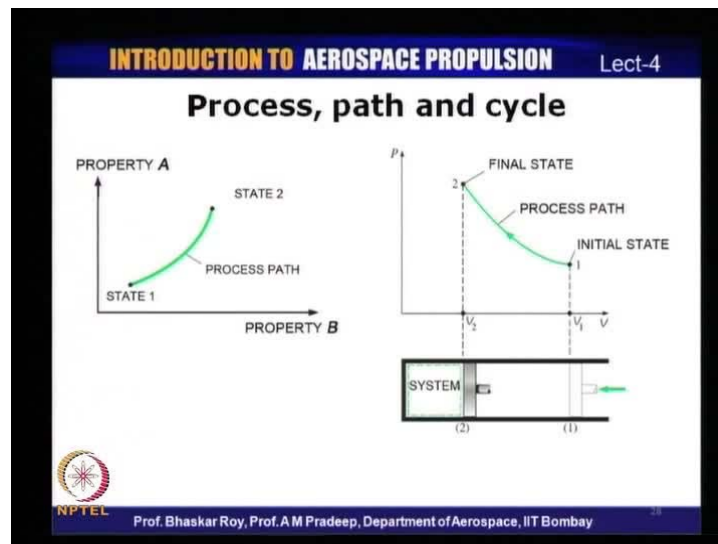 INTRODUCTION TO AEROSPACE PROPULSION
Lect-4
Process, path and cycle
PROPERTY A
STATE 2
PROCESS PATH
STATE 1
PROPERTY B
P
FINAL STATE
2
PROCESS PATH
INITIAL STATE
1
V2
V1
V
SYSTEM
(2)
(1)
NPTEL
Prof. Bhaskar Roy, Prof. A M Pradeep, Department of Aerospace, IIT Bombay
28